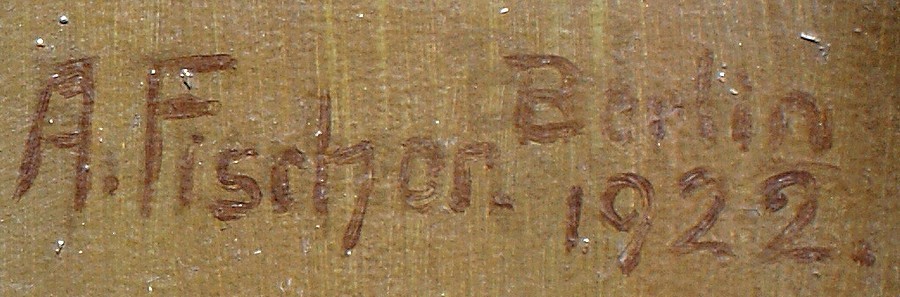 A. Fischer. Berlin
1922.